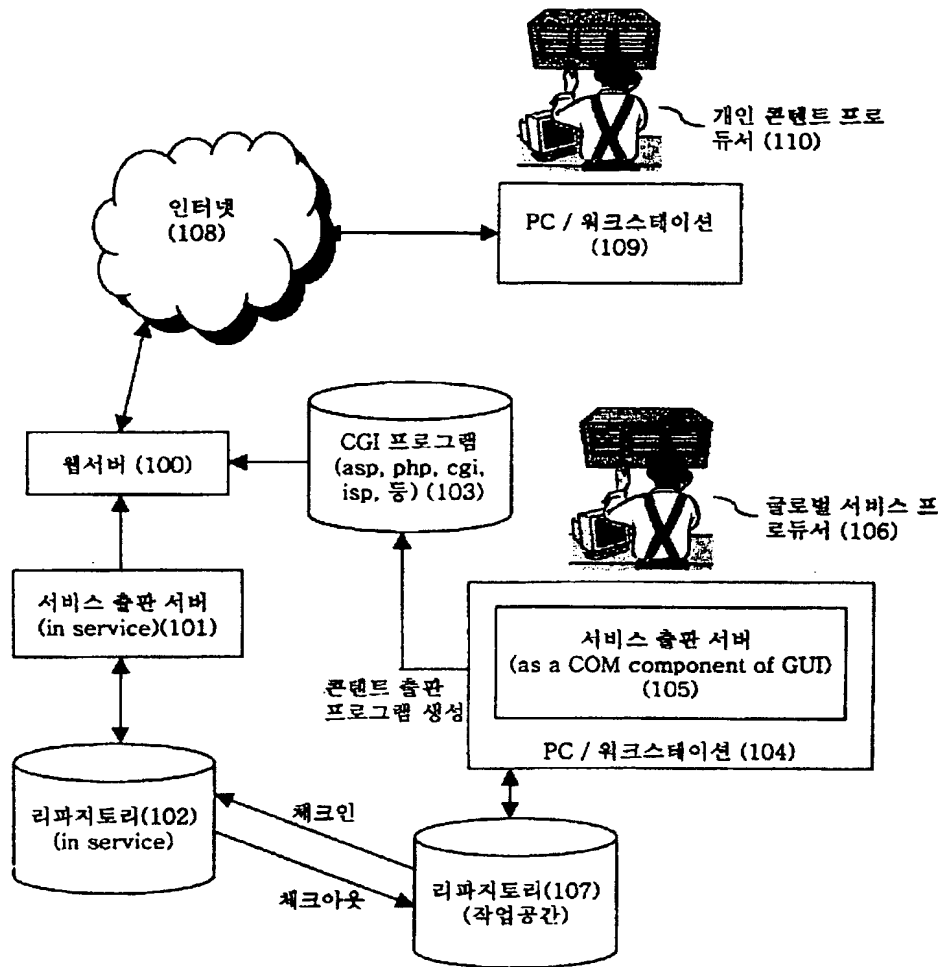 개인 콘텐트 프로
듀서 (110)
인터넷
(108)
PC / 워크스테이션
(109)
CGI 프로그램
(asp, php, cgi,
isp, 등) (103)
웹서버 (100)
글로벌 서비스 프
로듀서 (106)
서비스 출판 서버
(in service)(101)
서비스 출판 서버
(as a COM component of GUI)
(105)
콘텐트 출판
프로그램 생성
PC / 워크스테이션 (104)
리파지토리(102)
(in service)
체크인
체크아웃
리파지토리(107)
(작업공간)